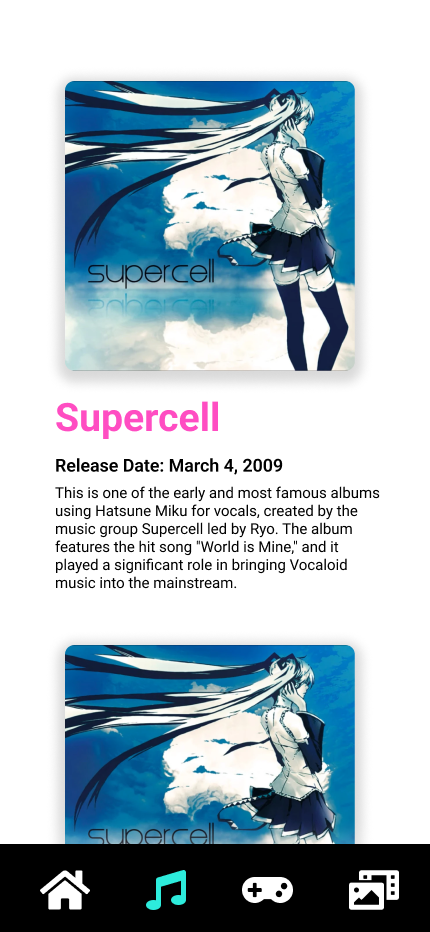 supercell
Supercell
Release Date: March 4, 2009
This is one of the early and most famous albums
using Hatsune Miku for vocals, created by the
music group Supercell led by Ryo. The album
features the hit song "World is Mine," and it
played a significant role in bringing Vocaloid
music into the mainstream.
supercell